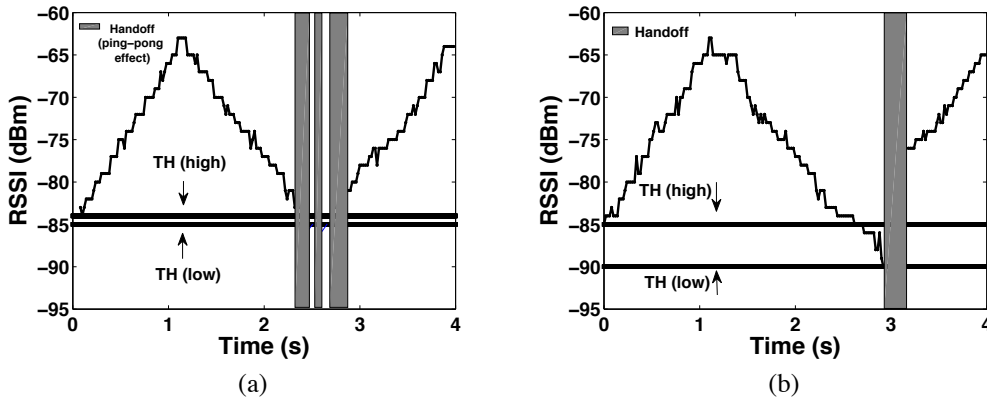 −60
−65
−70
−75
−80
−85
−90
−95
RSSI (dBm)
Handoff
(ping−pong
effect)
TH (high)
TH (low)
0 1 2 3 4
Time (s)
(a)
−60
−65
−70
−75
−80
−85
−90
−95
RSSI (dBm)
Handoff
TH (high)
TH (low)
0 1 2 3 4
Time (s)
(b)